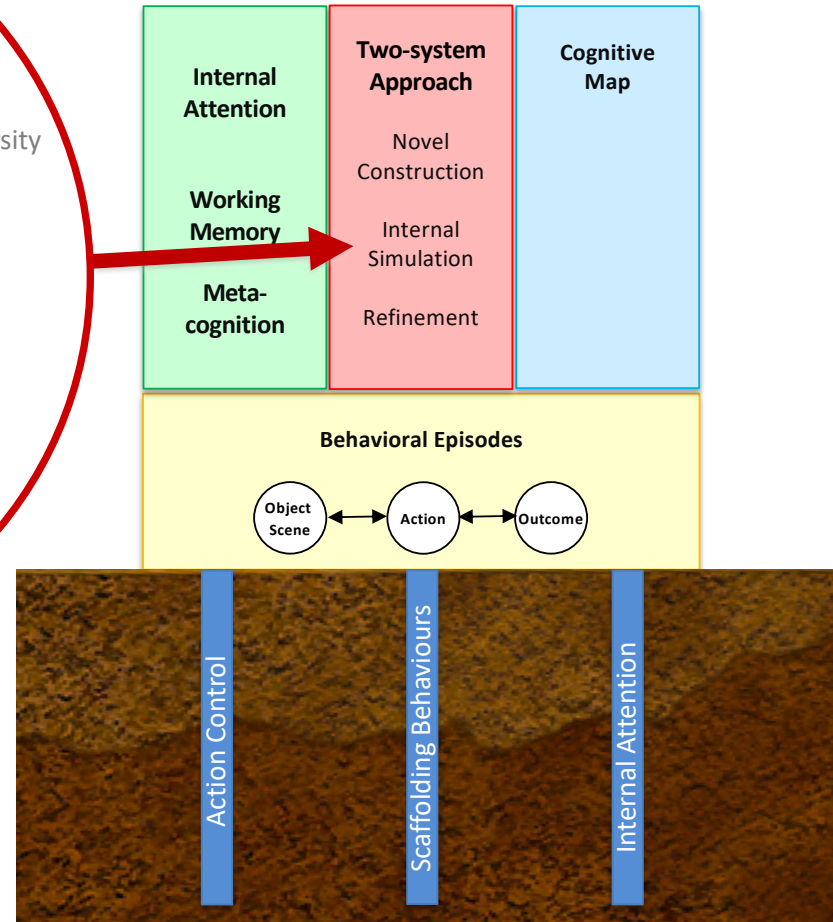 sity
Internal
Attention
Working
Memory
Meta-
cognition
Two-system
Approach
Novel
Construction
Internal
Simulation
Refinement
Cognitive
Map
Behavioral Episodes
Object
Scene
Action
Outcome
Action Control
Scaffolding Behaviours
Internal Attention